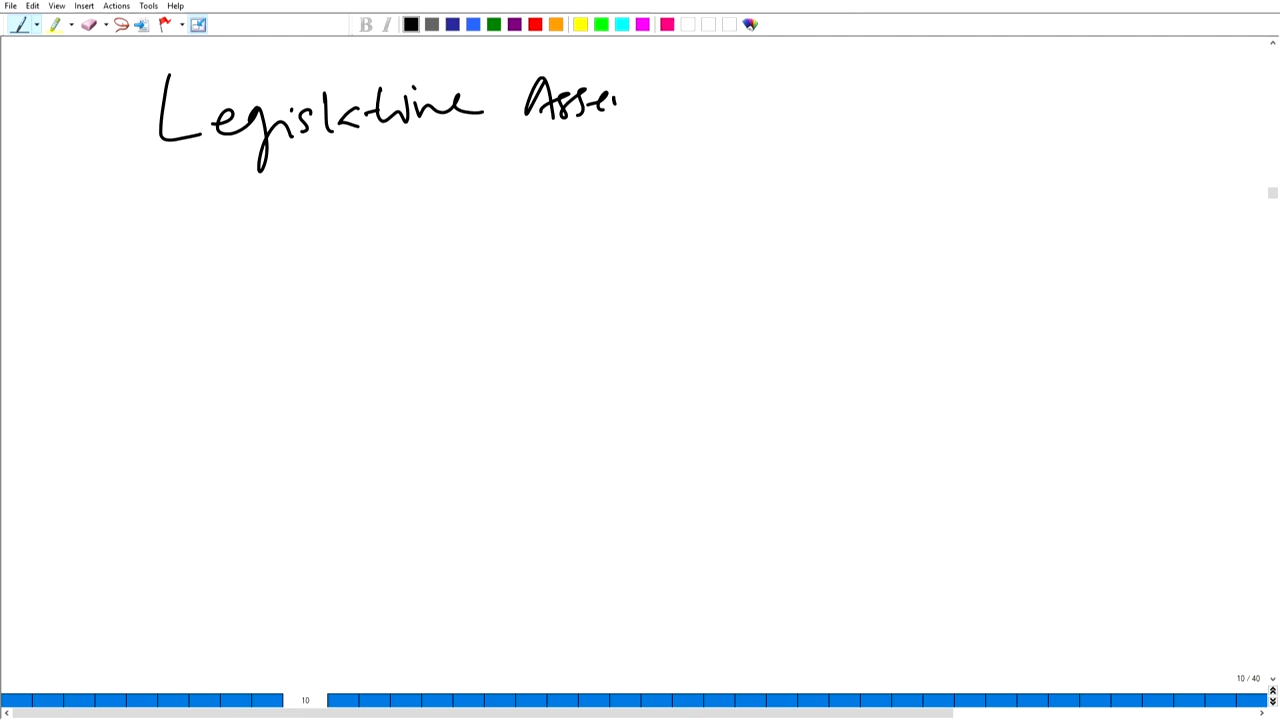 File Edit View Insert Actions Tools Help
B I
Legislative Asse
10 / 40
10